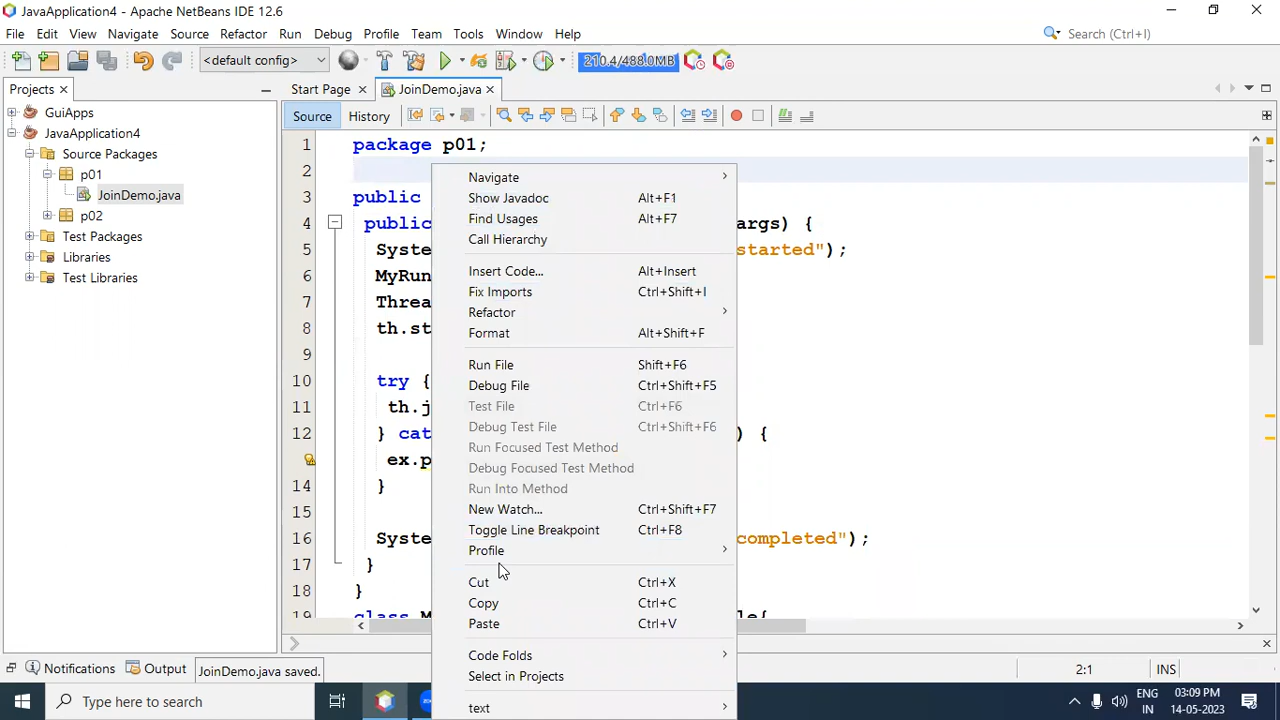 JavaApplication4 - Apache NetBeans IDE 12.6
File Edit View Navigate Source Refactor Run Debug Profile Team Tools Window Help
Search (Ctrl+I)
<default config>
210.4/488.0MB
Projects
Start Page
JoinDemo.java
GuiApps
JavaApplication4
Source Packages
p01
JoinDemo.java
p02
Test Packages
Libraries
Test Libraries
Source History
1 package p01;
2
3 public
4 public args) {
5 Syste started");
6 MyRun
7 Threa
8 th.st
9
10 try {
11 th.j
12 } cat ) {
ex.p
14 }
15
16 Syste completed");
17 }
18 }
19 class M le{
Navigate
Show Javadoc Alt+F1
Find Usages Alt+F7
Call Hierarchy
Insert Code... Alt+Insert
Fix Imports Ctrl+Shift+I
Refactor
Format Alt+Shift+F
Run File Shift+F6
Debug File Ctrl+Shift+F5
Test File Ctrl+F6
Debug Test File Ctrl+Shift+F6
Run Focused Test Method
Debug Focused Test Method
Run Into Method
New Watch... Ctrl+Shift+F7
Toggle Line Breakpoint Ctrl+F8
Profile
Cut Ctrl+X
Copy Ctrl+C
Paste Ctrl+V
Code Folds
Select in Projects
text
Notifications Output JoinDemo.java saved.
2:1 INS
Type here to search
ENG
IN
03:09 PM
14-05-2023